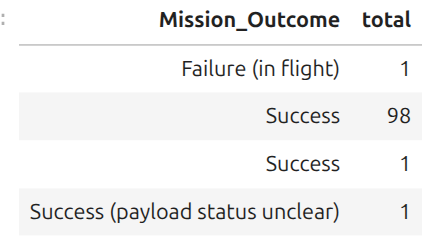 :
Mission_Outcome total
Failure (in flight) 1
Success 98
Success 1
Success (payload status unclear) 1